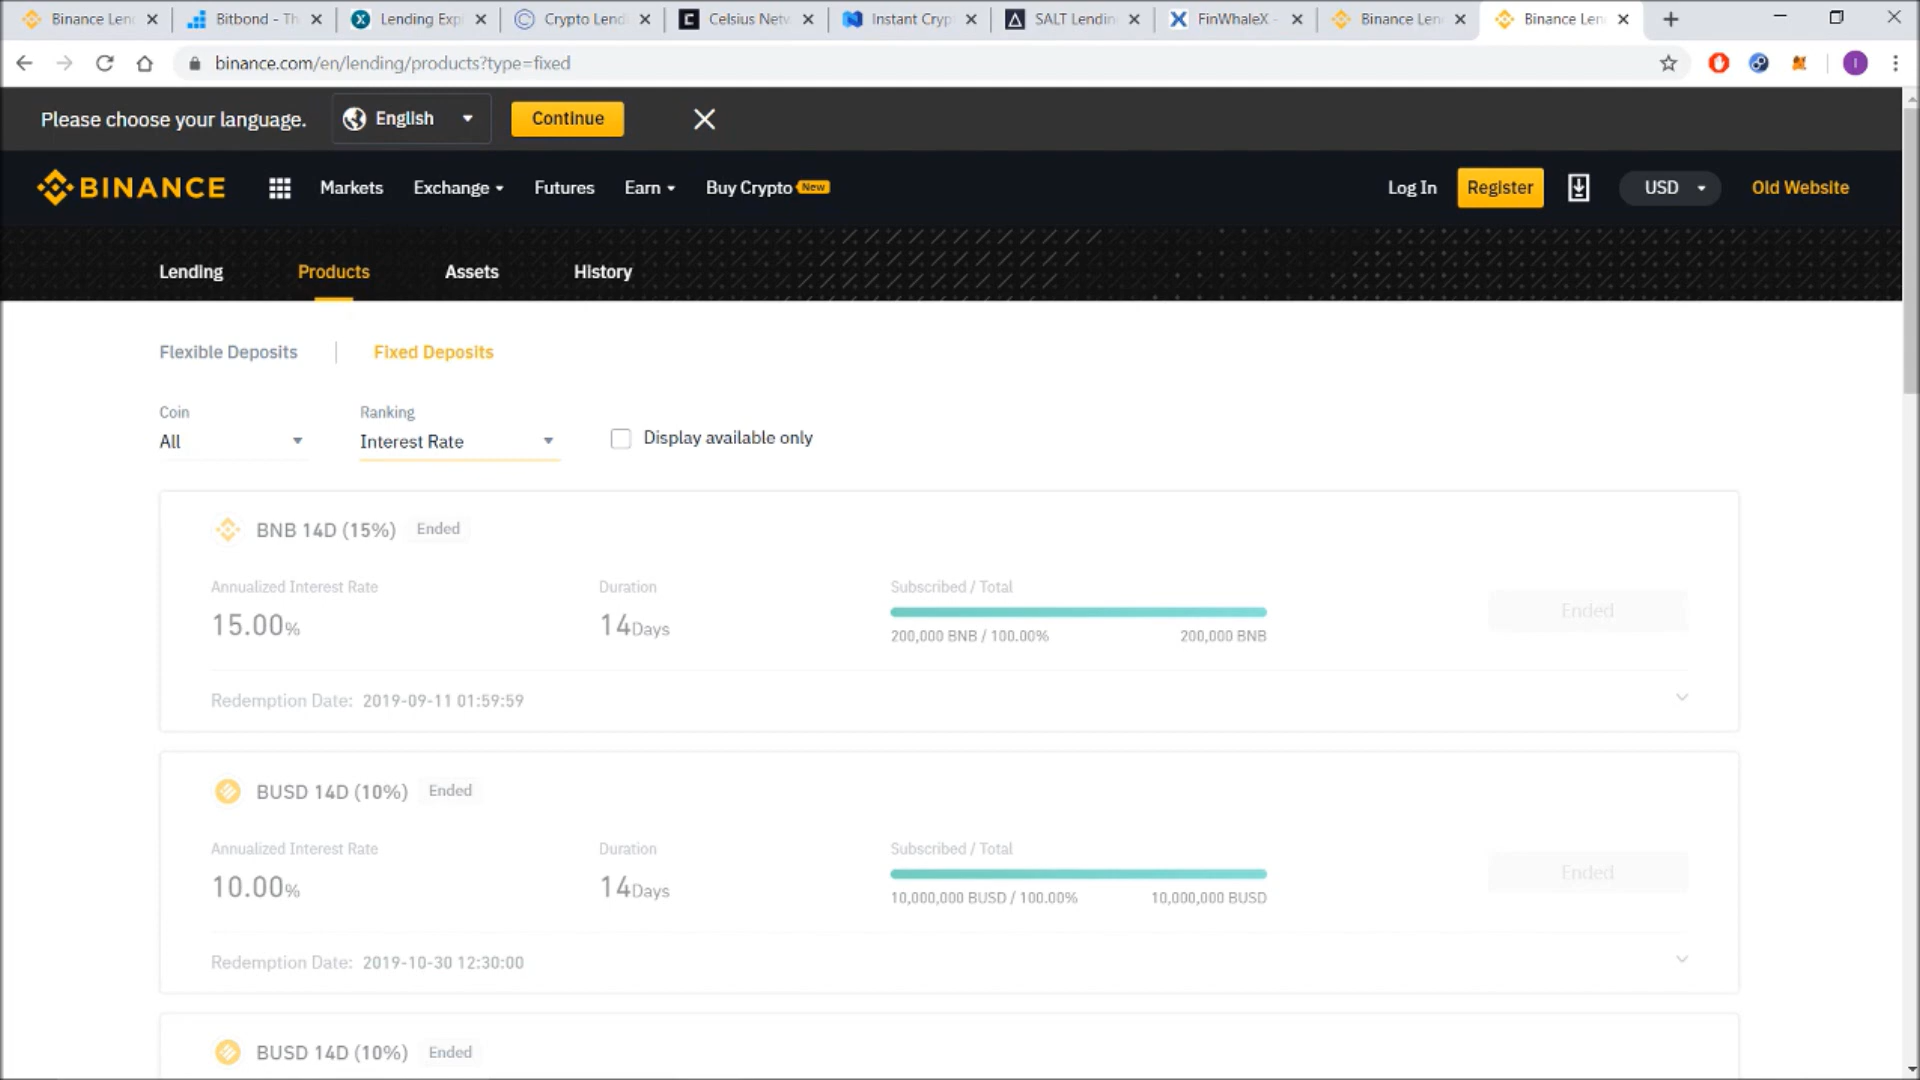 Binance Len
Bitbond - Th
Lending Exp
Crypto Lend
Celsius Netw
Instant Cryp
SALT Lendin
FinWhaleX -
Binance Len
Binance Len
binance.com/en/lending/products?type=fixed
Please choose your language.
English
Continue
BINANCE
Markets
Exchange
Futures
Earn
Buy Crypto New
Log In
Register
USD
Old Website
Lending
Products
Assets
History
Flexible Deposits
Fixed Deposits
Coin
Ranking
All
Interest Rate
Display available only
BNB 14D (15%) Ended
Annualized Interest Rate
Duration
Subscribed / Total
15.00%
14Days
200,000 BNB / 100.00%
200,000 BNB
Ended
Redemption Date: 2019-09-11 01:59:59
BUSD 14D (10%) Ended
Annualized Interest Rate
Duration
Subscribed / Total
10.00%
14Days
10,000,000 BUSD / 100.00%
10,000,000 BUSD
Ended
Redemption Date: 2019-10-30 12:30:00
BUSD 14D (10%) Ended